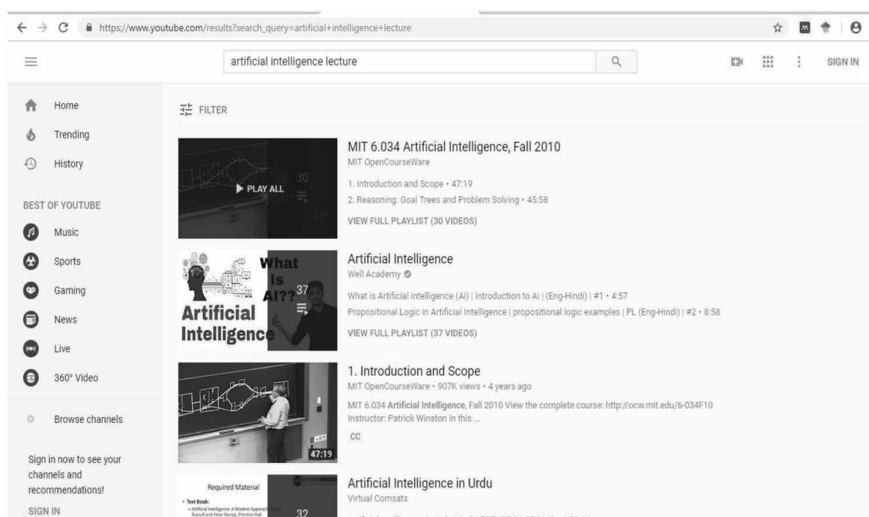 https://www.youtube.com/results?search_query=artificial+intelligence+lecture
artificial intelligence lecture
SIGN IN
Home
Trending
History
BEST OF YOUTUBE
Music
Sports
Gaming
News
Live
360° Video
Browse channels
Sign in now to see your
channels and
recommendations!
SIGN IN
FILTER
PLAY ALL
30
MIT 6.034 Artificial Intelligence, Fall 2010
MIT OpenCourseWare
1. Introduction and Scope • 47:19
2. Reasoning: Goal Trees and Problem Solving • 45:58
VIEW FULL PLAYLIST (30 VIDEOS)
What
Is
AI??
37
Artificial
Intelligence
Artificial Intelligence
Well Academy
What is Artificial intelligence (AI) | Introduction to Ai | (Eng-Hindi) | #1 • 4:57
Propositional Logic in Artificial Intelligence | propositional logic examples | PL (Eng-Hindi) | #2 • 8:58
VIEW FULL PLAYLIST (37 VIDEOS)
47:19
1. Introduction and Scope
MIT OpenCourseWare • 907K views • 4 years ago
MIT 6.034 Artificial Intelligence, Fall 2010 View the complete course: http://ocw.mit.edu/6-034F10
Instructor: Patrick Winston In this ...
CC
Required Material
• Text Book:
32
Artificial Intelligence in Urdu
Virtual Comsats